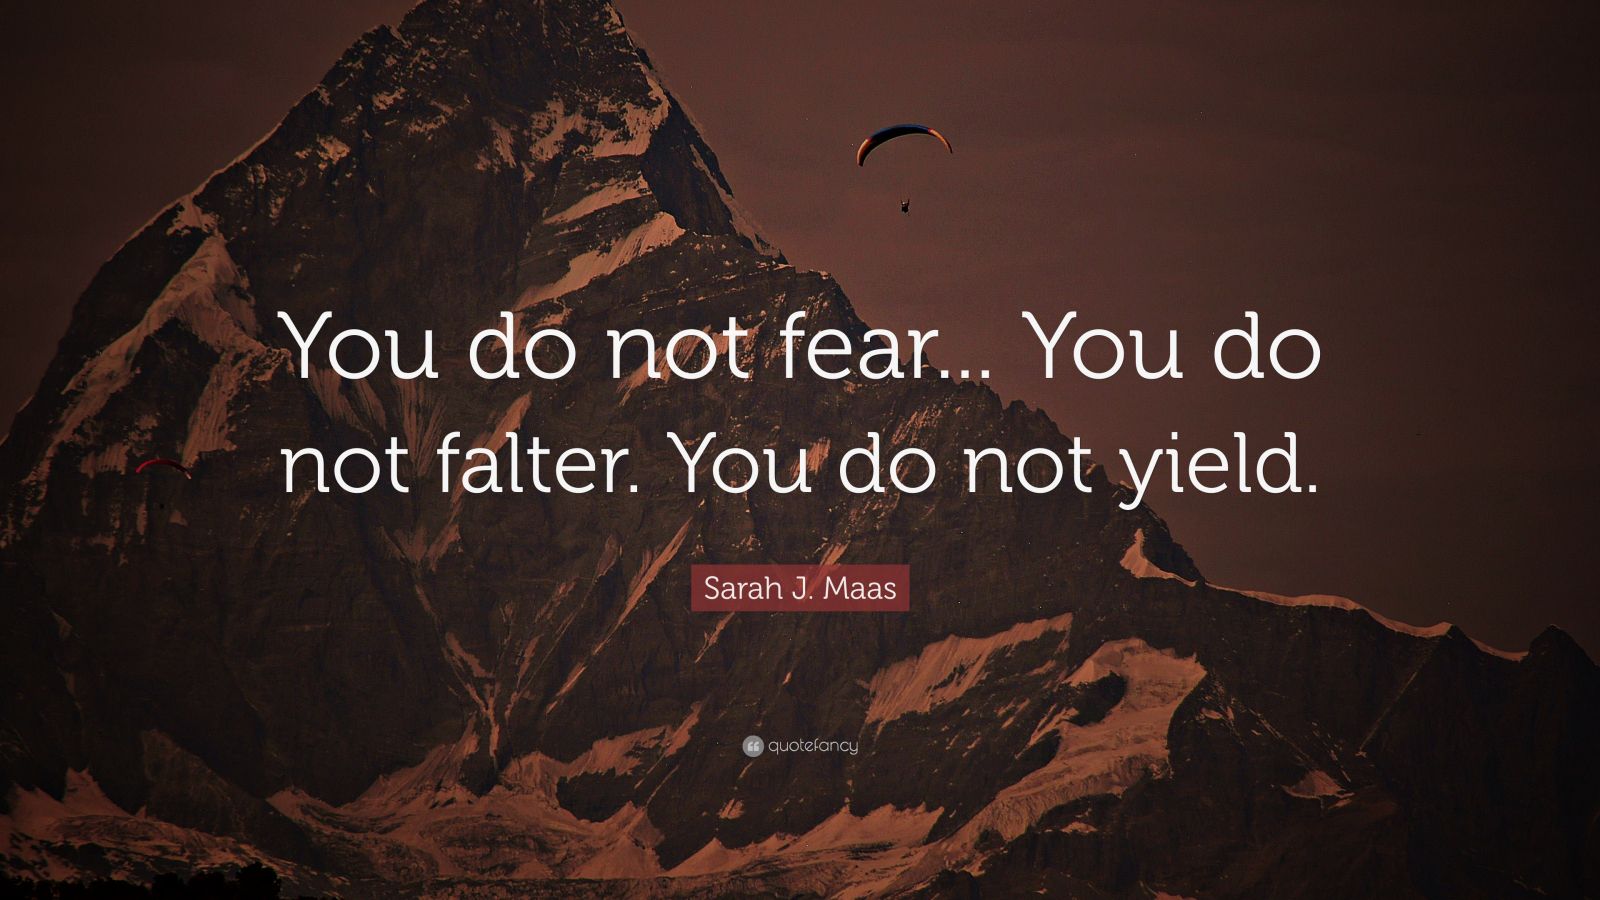 You do not fear... You do
not falter. You do not yield.
Sarah J. Maas
quotefancy